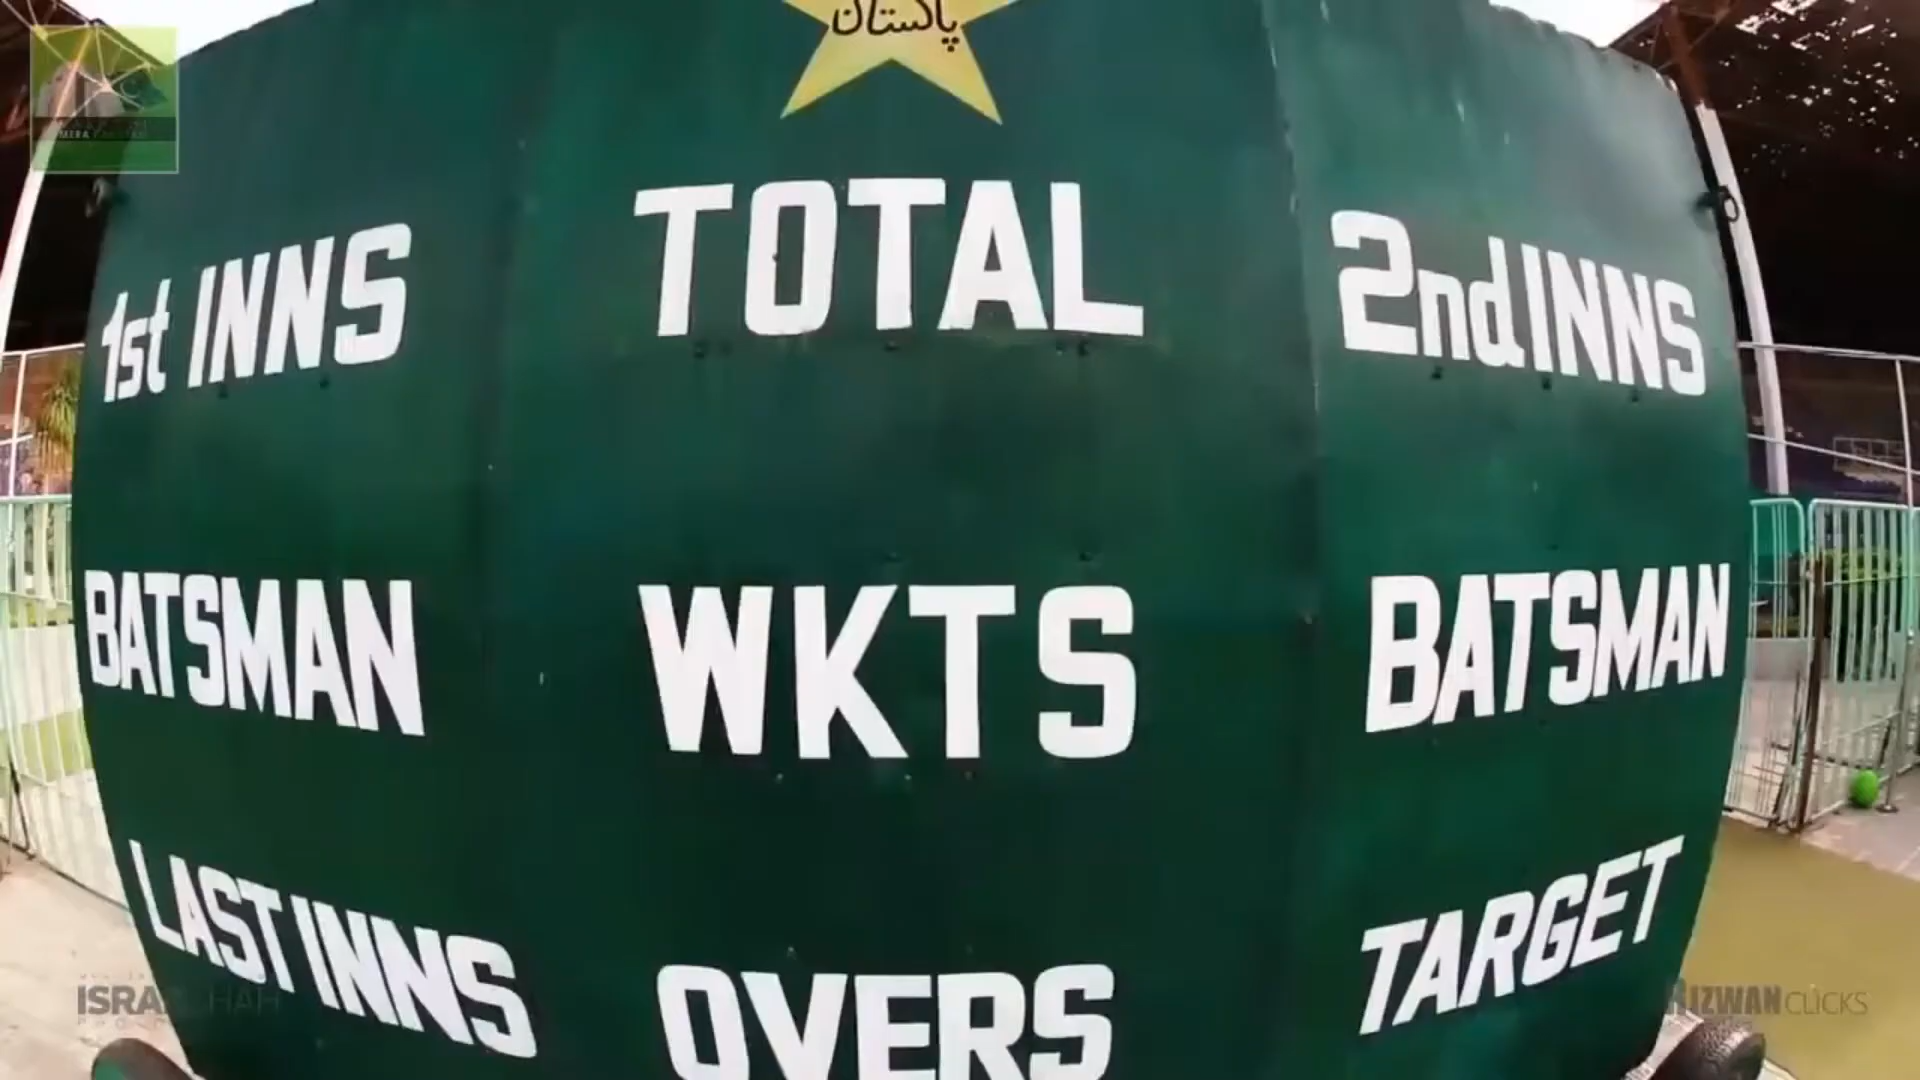 پاکستان
TOTAL
1st INNS
2nd INNS
BATSMAN
WKTS
BATSMAN
LAST INNS
OVERS
TARGET
RIZWAN CLICKS